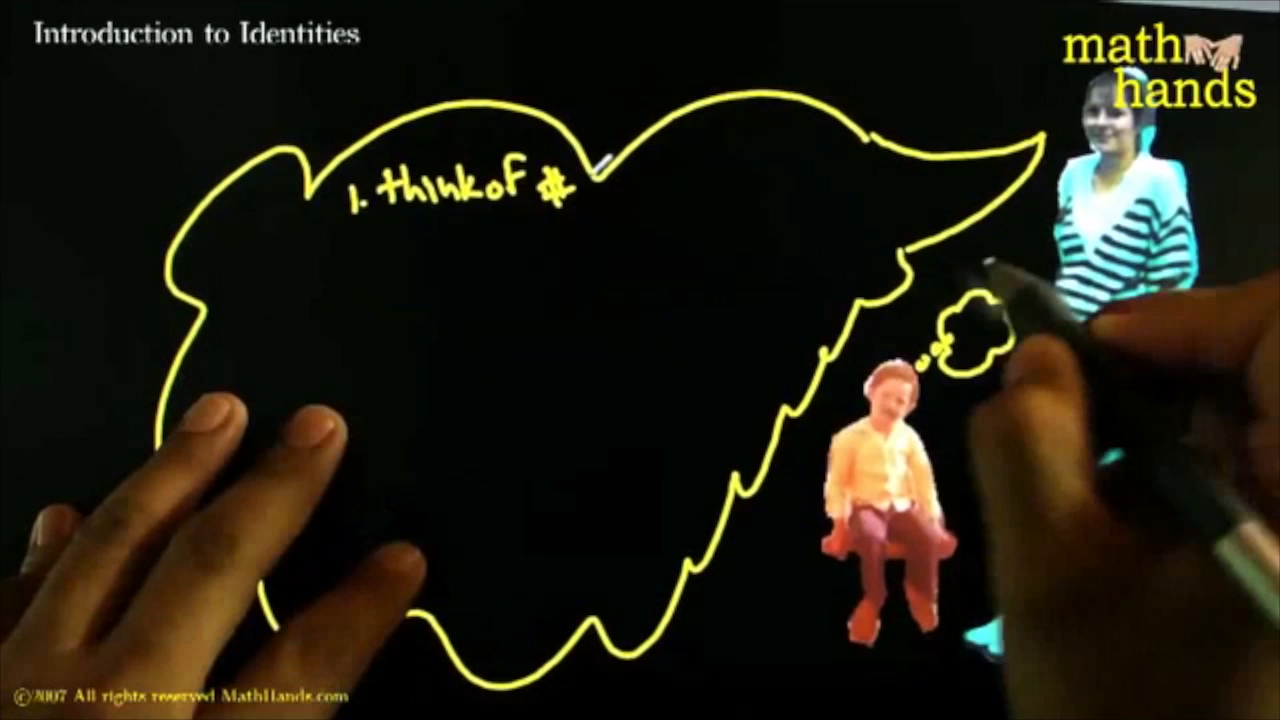 Introduction to Identities
math
hands
1. think of #
©2007 All rights reserved MathHands.com